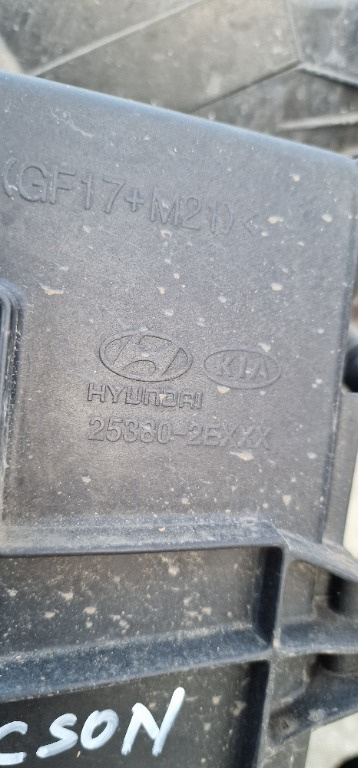 (GF17+M21)<
KIA
HYUNDAI
25380-2EXXX
CSON